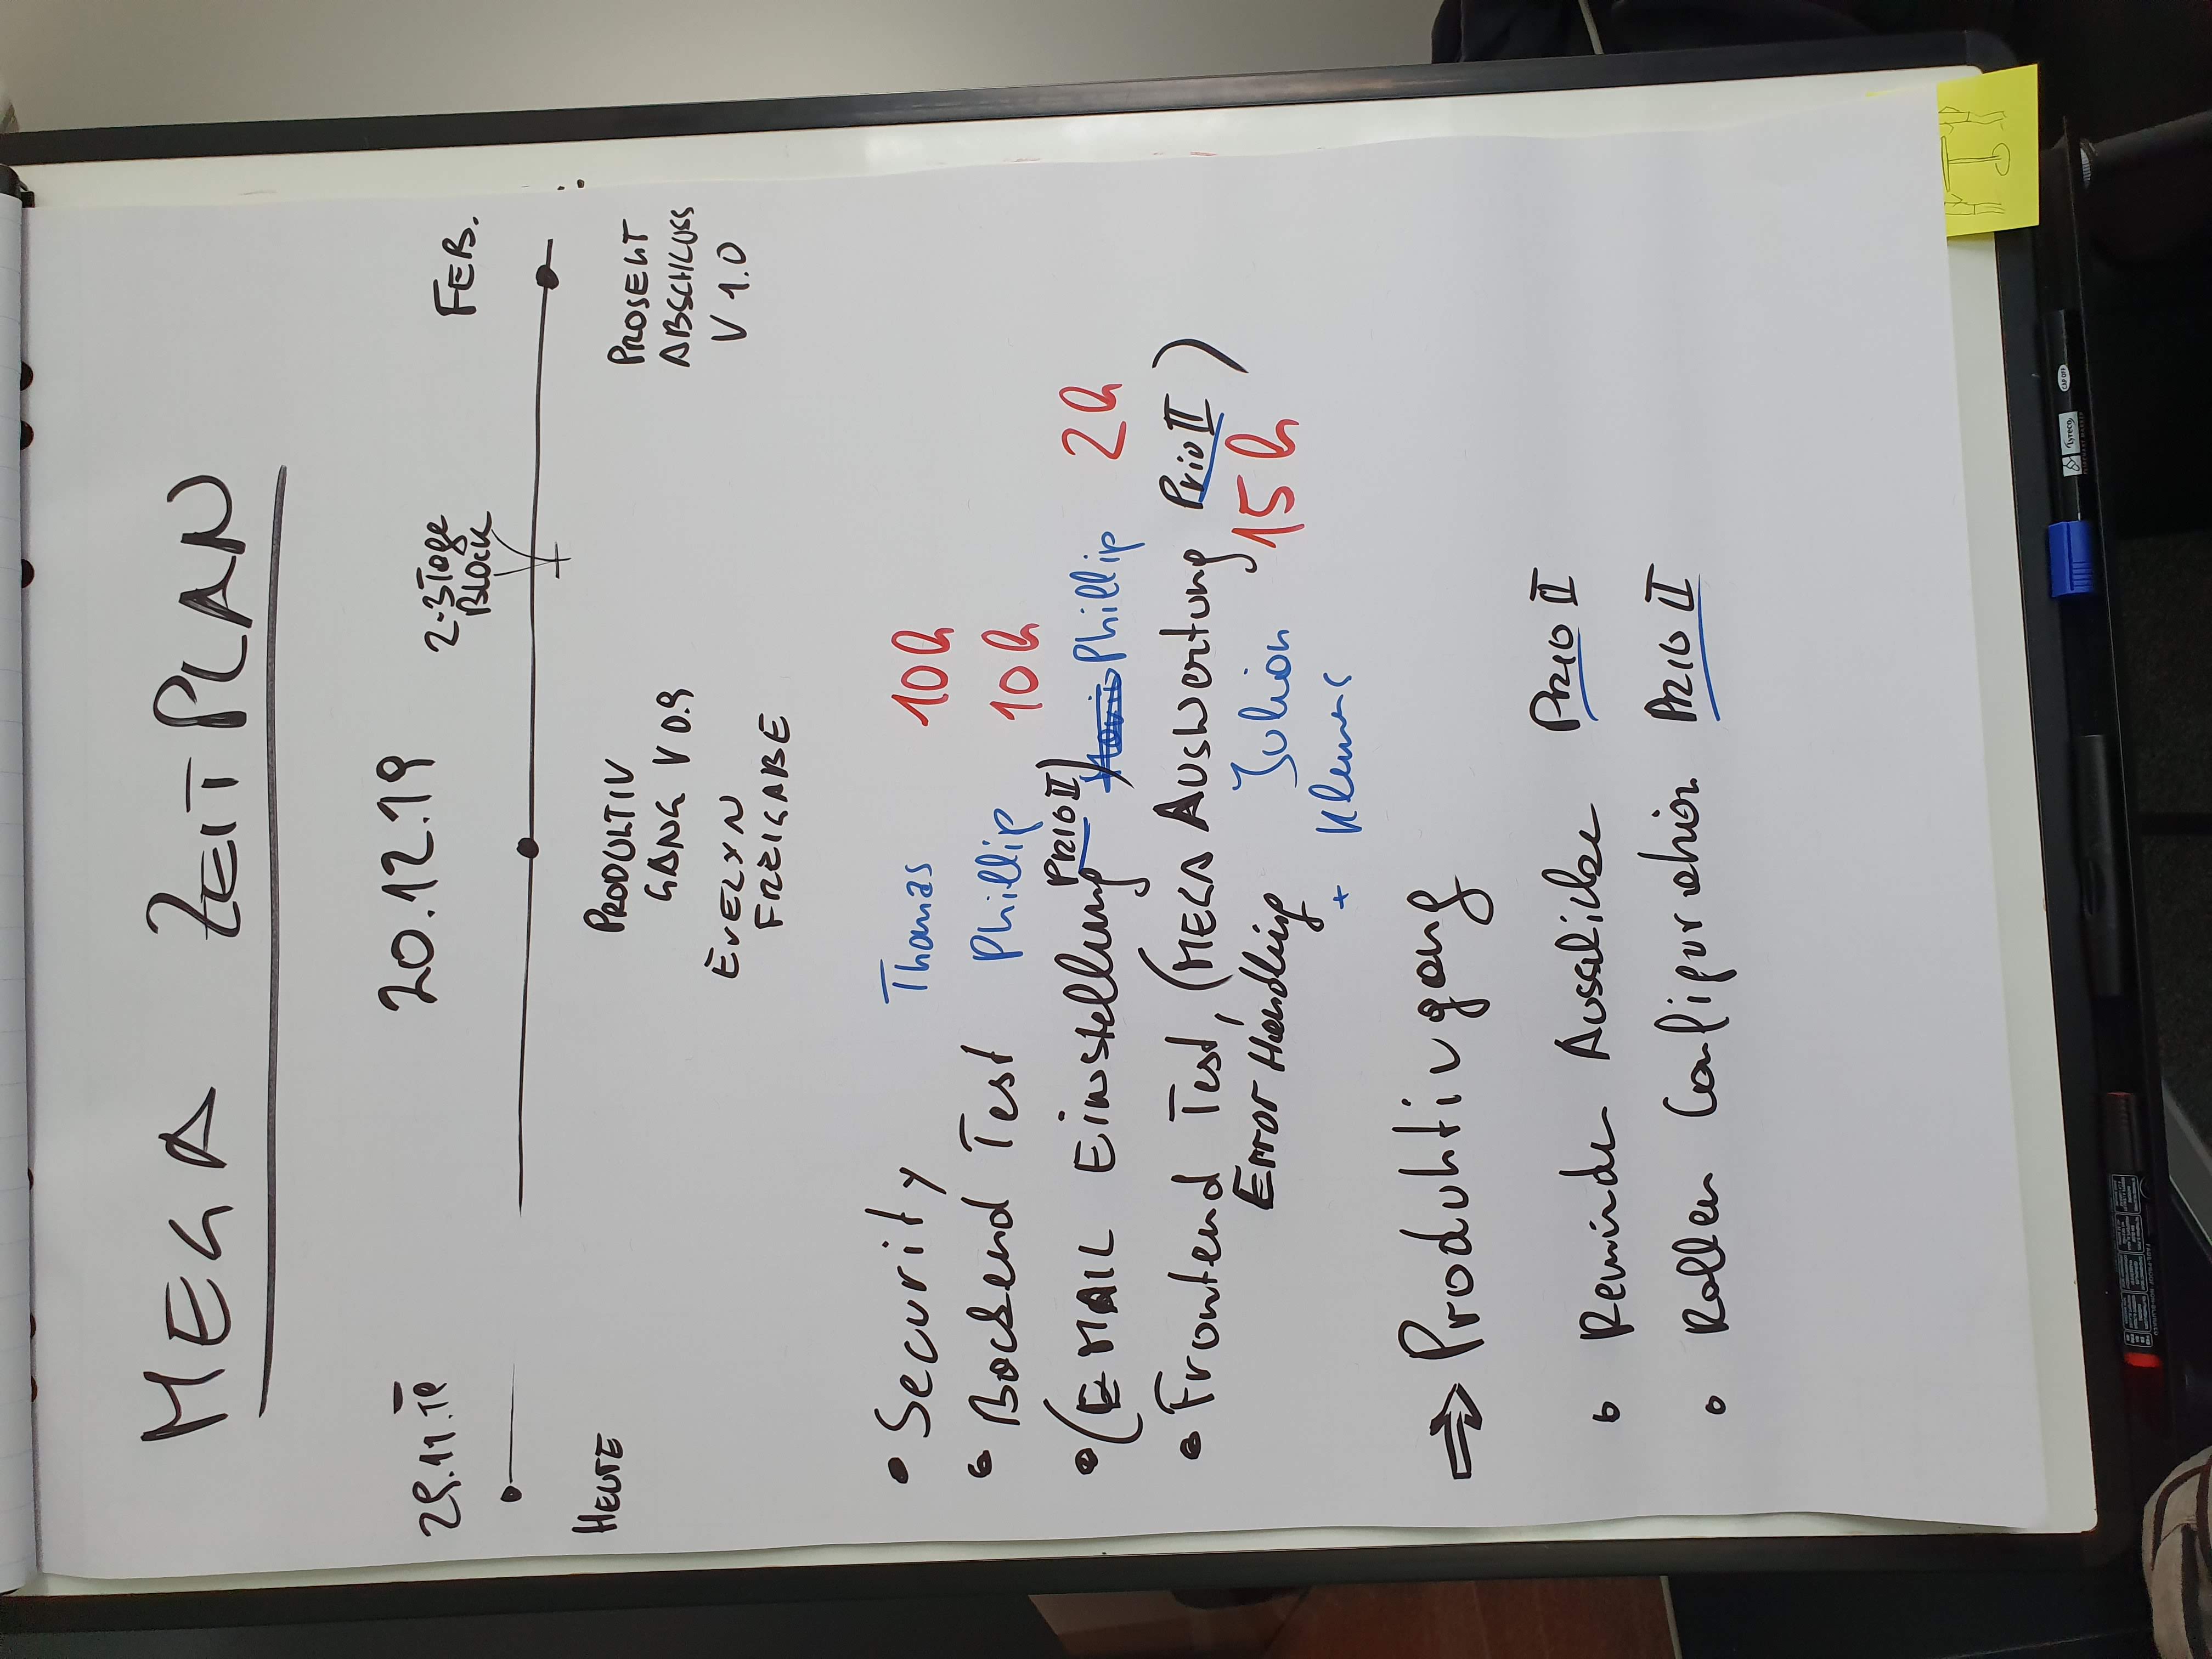 MEGA ZEITPLAN
29.11.19
20.12.19
2-3 Tage
Block
FEB.
HEUTE
PRODUKTIV
GANG V 0.9
EVELYN
FREIGABE
PROJEKT
ABSCHLUSS
V 1.0
• Security Thomas 10h
• Backend Test Phillip 10h
• (EMAIL Einstellung PRIO II) Phillip 2h
• Frontend Test, (MEGA Auswertung Prio II)
Error Handling Julian 15h
+ Klemens
⇒ Produktivgang
• Reminder PRIO II
• Rollen Configuration PRIO II
lyreco
CAP OFF